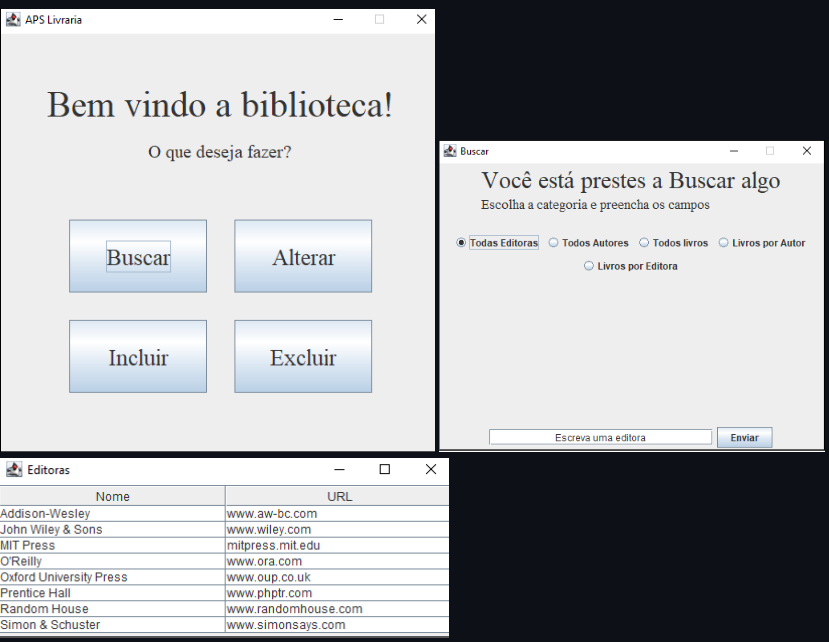 APS Livraria
Bem vindo a biblioteca!
O que deseja fazer?
Buscar Alterar
Incluir Excluir
Buscar
Você está prestes a Buscar algo
Escolha a categoria e preencha os campos
Todas Editoras Todos Autores Todos livros Livros por Autor
Livros por Editora
Escreva uma editora Enviar
Editoras
Nome URL
Addison-Wesley www.aw-bc.com
John Wiley & Sons www.wiley.com
MIT Press mitpress.mit.edu
O'Reilly www.ora.com
Oxford University Press www.oup.co.uk
Prentice Hall www.phptr.com
Random House www.randomhouse.com
Simon & Schuster www.simonsays.com